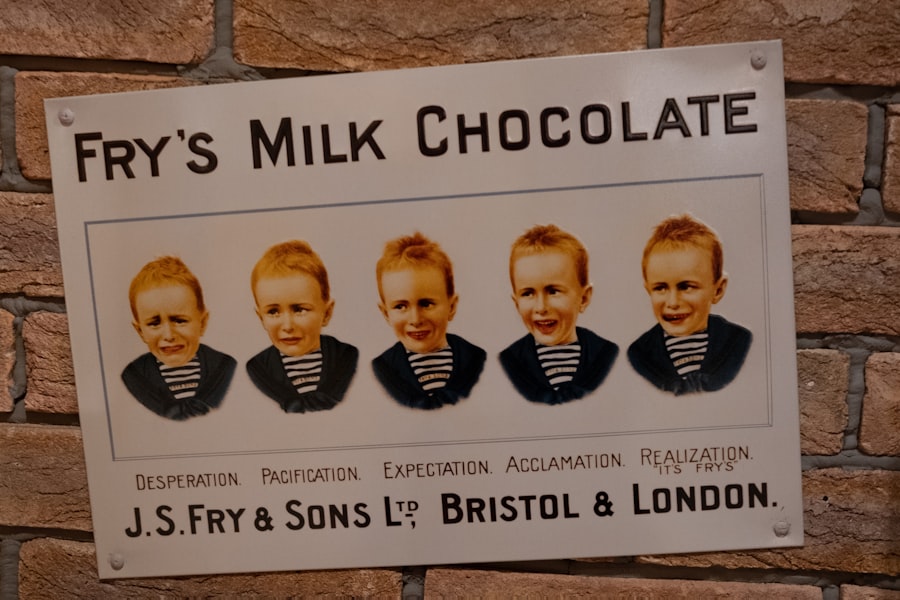 FRY'S MILK CHOCOLATE
DESPERATION. PACIFICATION. EXPECTATION. ACCLAMATION. REALIZATION.
"IT'S FRY'S"
J.S. FRY & SONS LTD, BRISTOL & LONDON.